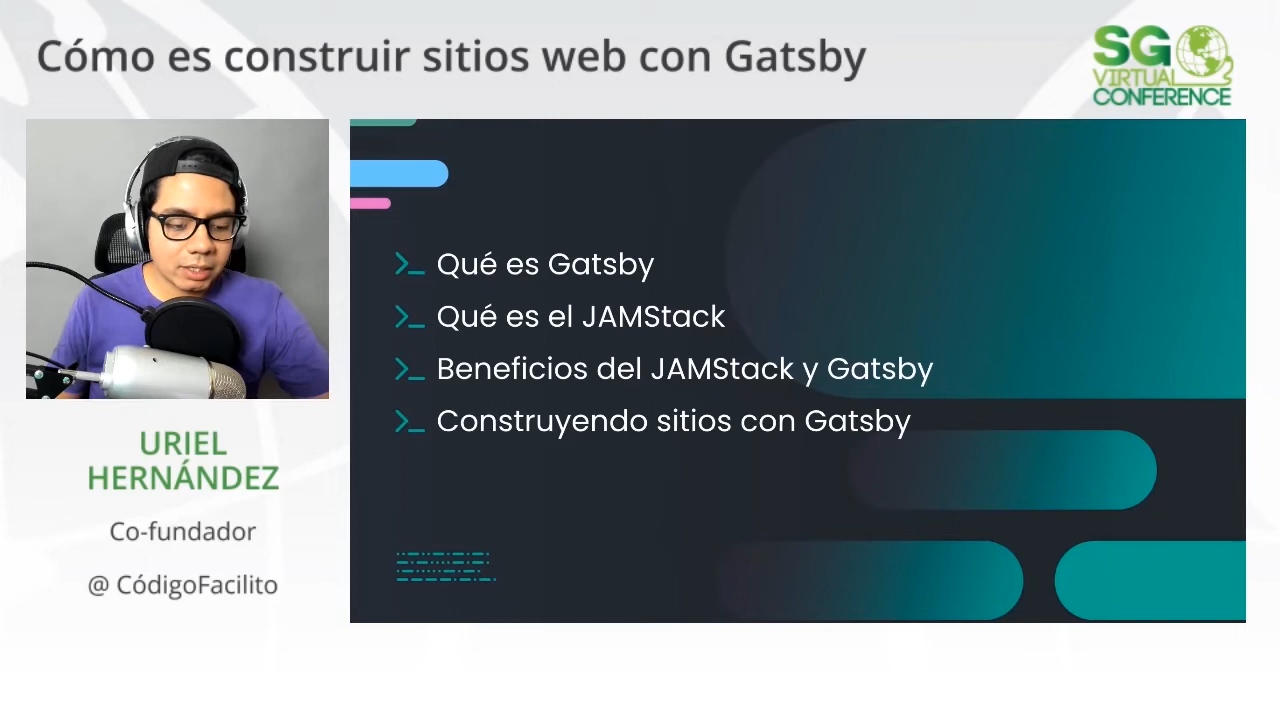 Cómo es construir sitios web con Gatsby
SG
VIRTUAL
CONFERENCE
Qué es Gatsby
Qué es el JAMStack
Beneficios del JAMStack y Gatsby
Construyendo sitios con Gatsby
URIEL
HERNÁNDEZ
Co-fundador
@ CódigoFacilito